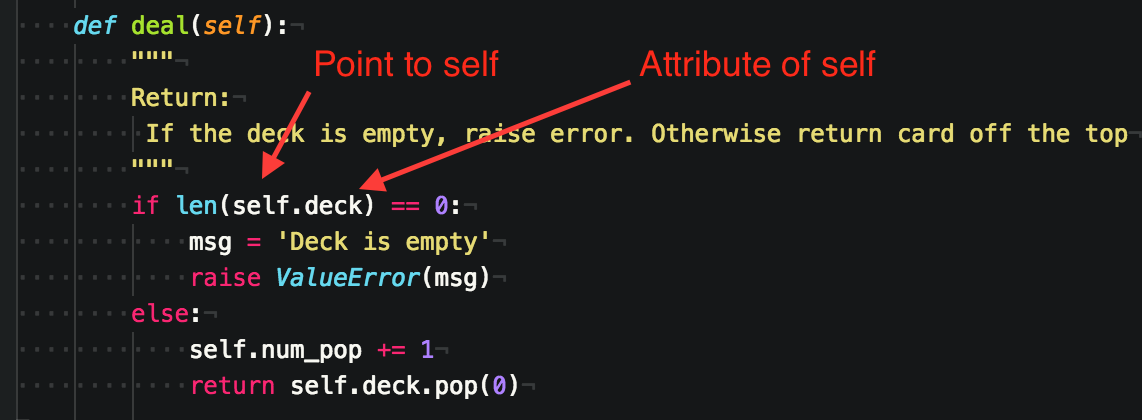 def deal(self):
"""
Point to self
Attribute of self
Return:
If the deck is empty, raise error. Otherwise return card off the top
"""
if len(self.deck) == 0:
msg = 'Deck is empty'
raise ValueError(msg)
else:
self.num_pop += 1
return self.deck.pop(0)